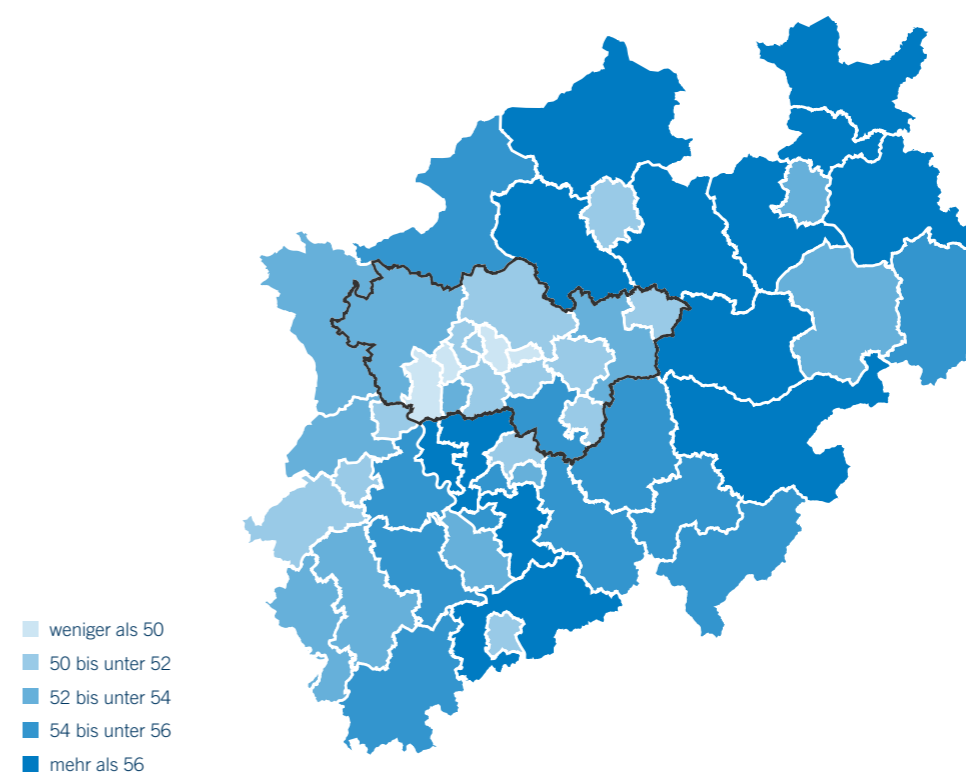 weniger als 50
50 bis unter 52
52 bis unter 54
54 bis unter 56
mehr als 56